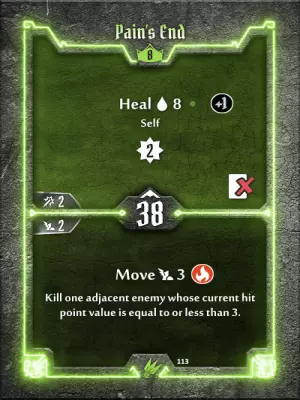 Pain's End
8
Heal 8 +1
Self
2
2
38
2
Move 3
Kill one adjacent enemy whose current hit
point value is equal to or less than 3.
113